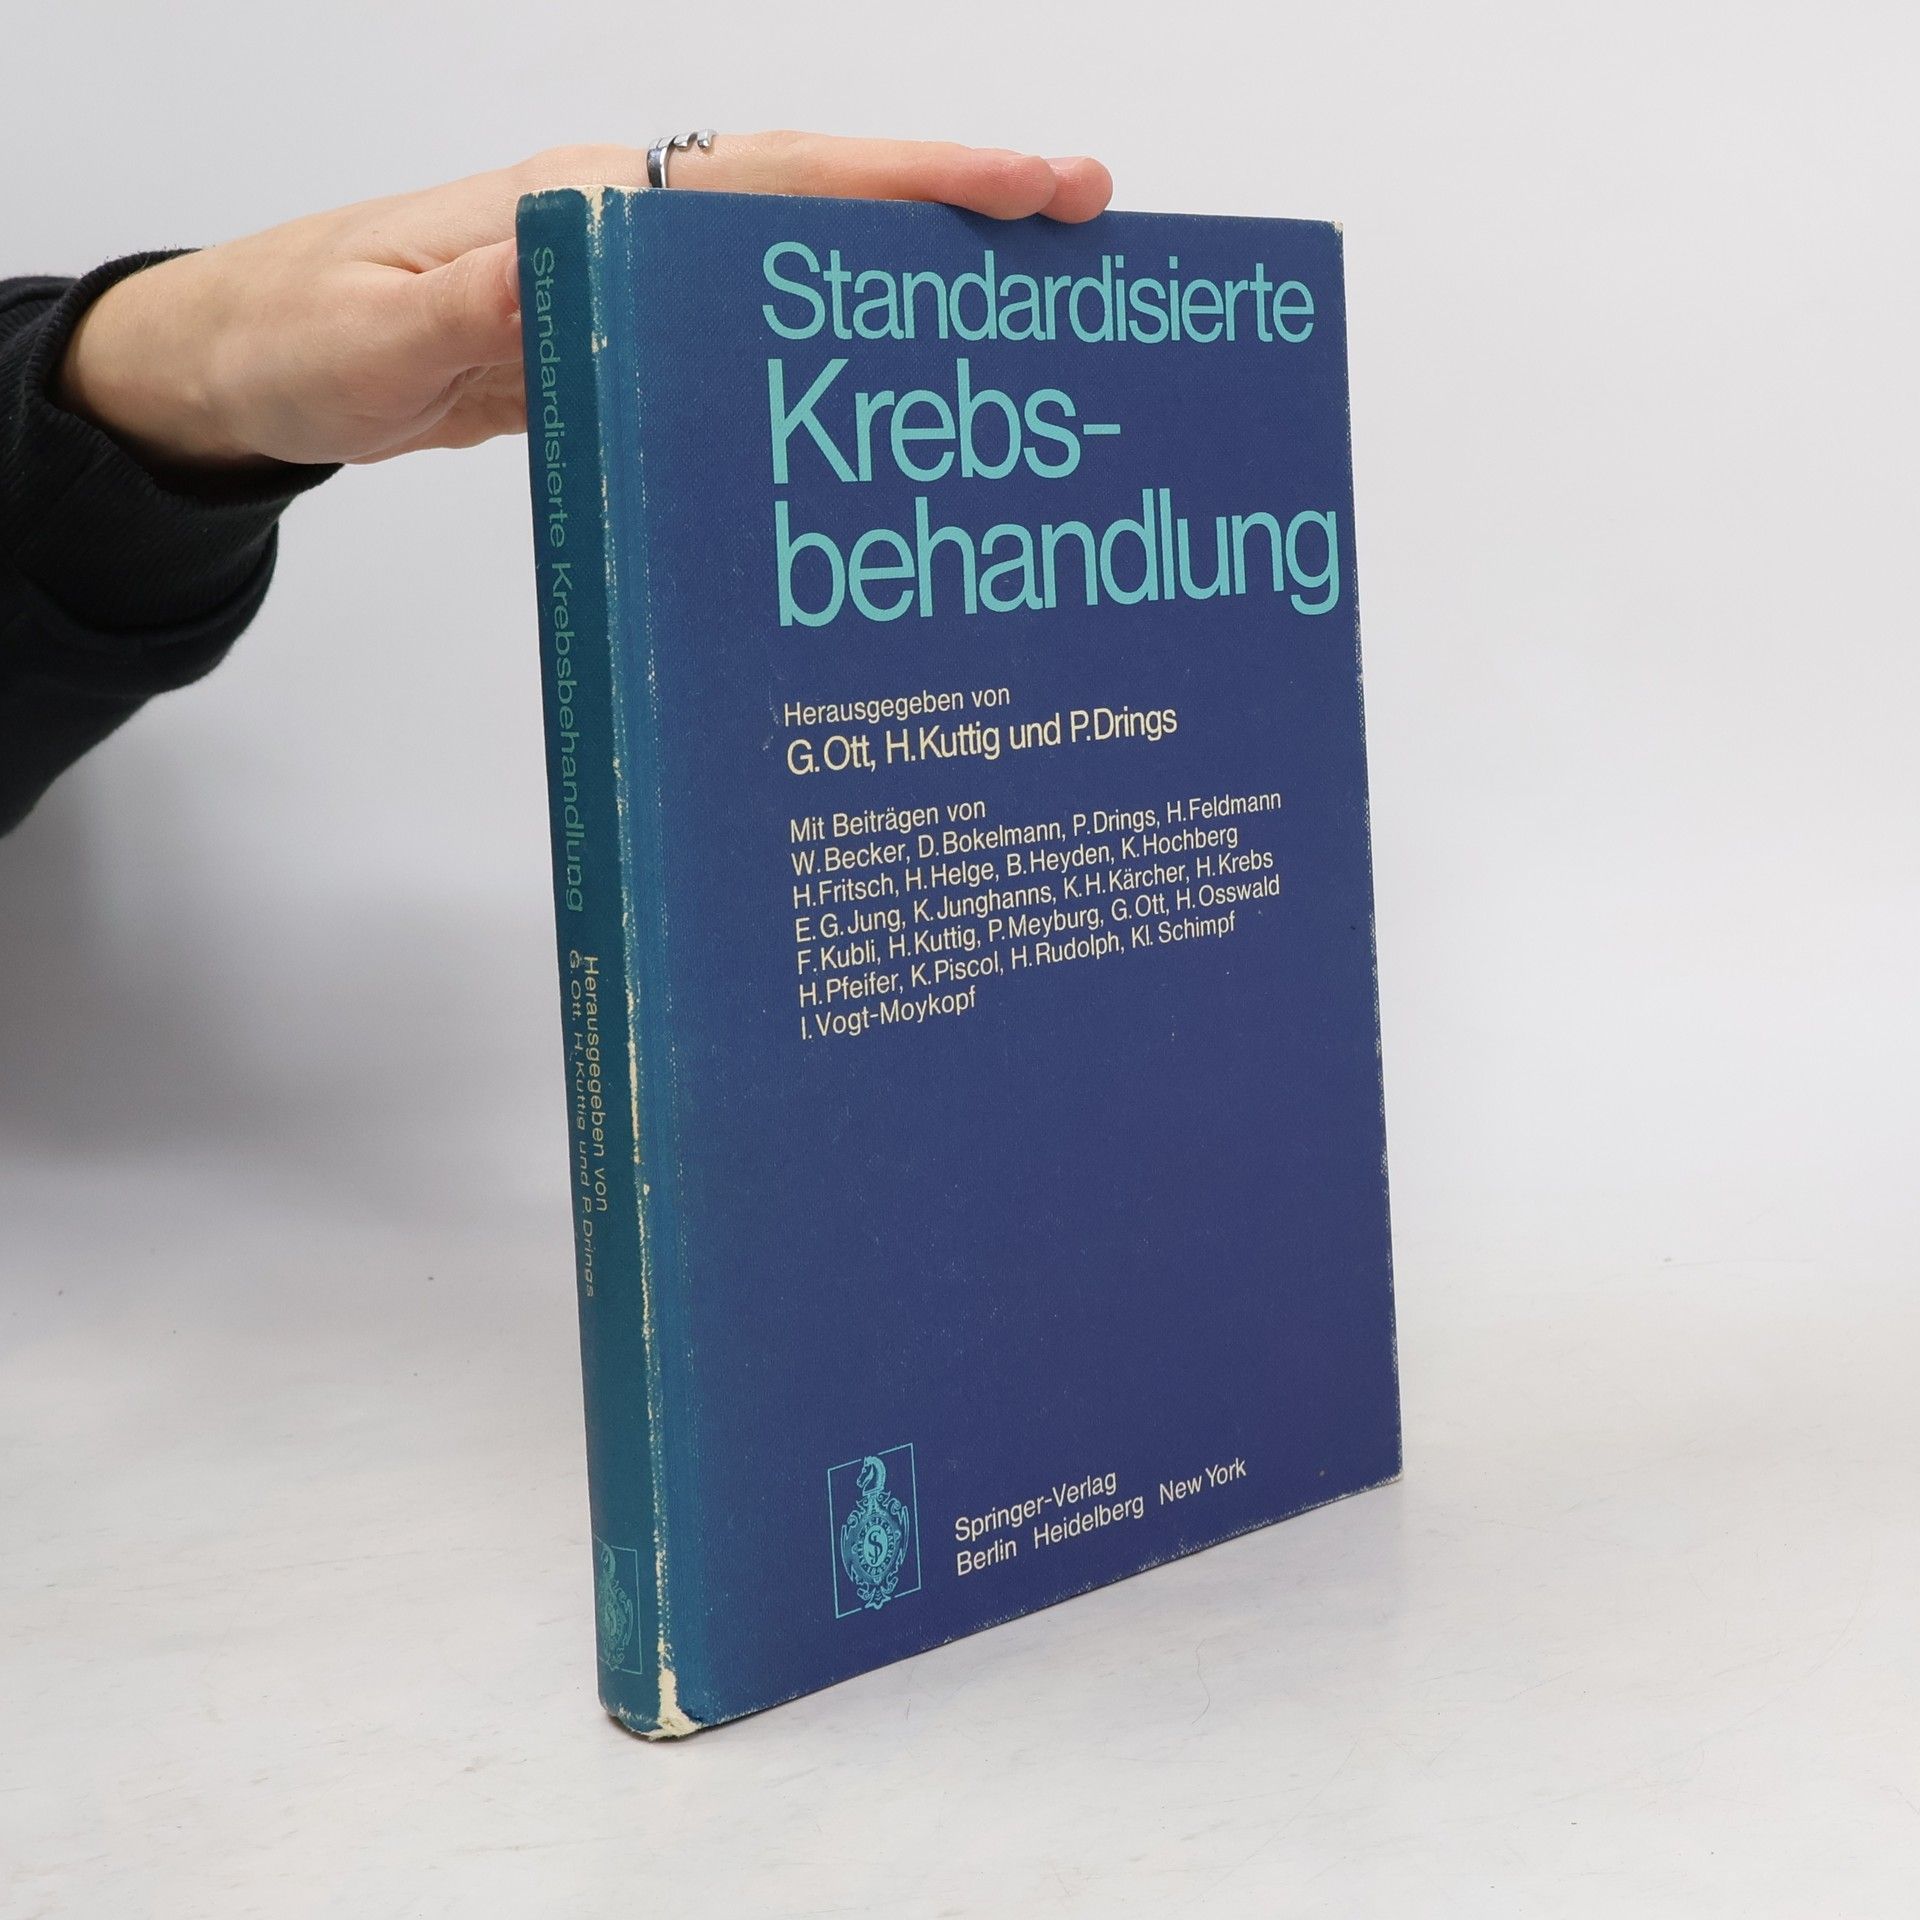 Standardisierte
Krebs-
behandlung
Herausgegeben von
G. Ott, H. Kuttig und P. Drings
Mit Beiträgen von
W. Becker, D. Bokelmann, P. Drings, H. Feldmann
H. Fritsch, H. Helge, B. Heyden, K. Hochberg
E. G. Jung, K. Junghanns, K. H. Kärcher, H. Krebs
F. Kubli, H. Kuttig, P. Meyburg, G. Ott, H. Osswald
H. Pfeifer, K. Piscol, H. Rudolph, Kl. Schimpf
I. Vogt-Moykopf
Springer-Verlag
Berlin Heidelberg New York
Standardisierte Krebsbehandlung
Herausgegeben von
G. Ott, H. Kuttig und P. Drings